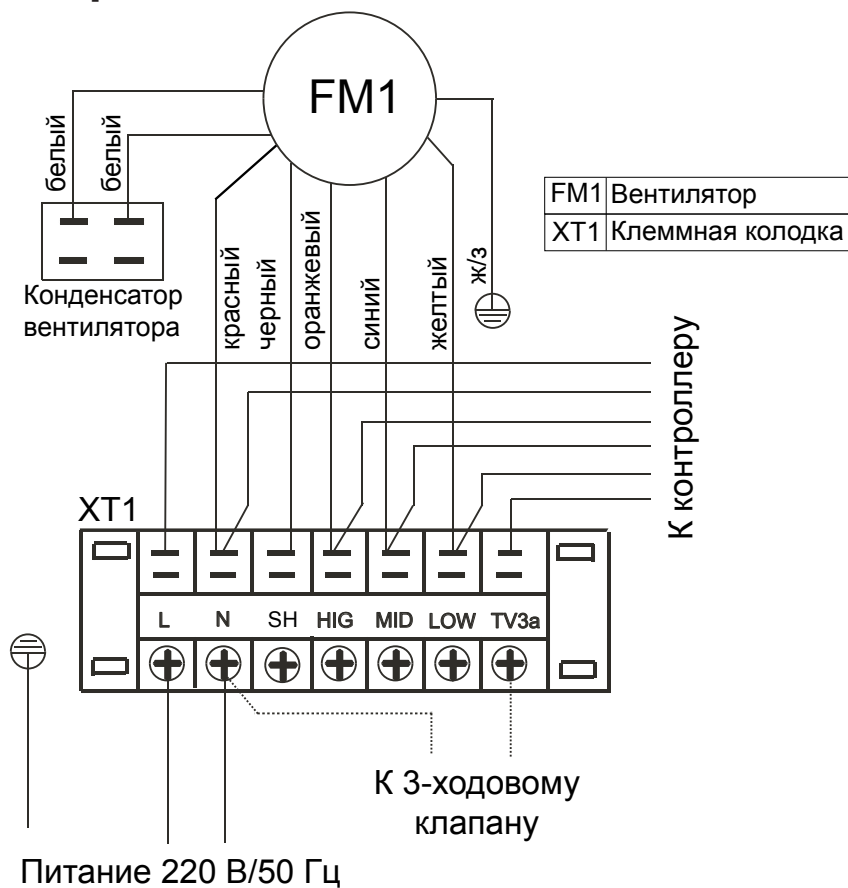 FM1
белый
белый
FM1 Вентилятор
XT1 Клеммная колодка
Конденсатор
вентилятора
красный
черный
оранжевый
синий
желтый
ж/з
К контроллеру
XT1
L N SH HIG MID LOW TV3a
К 3-ходовому
клапану
Питание 220 В/50 Гц